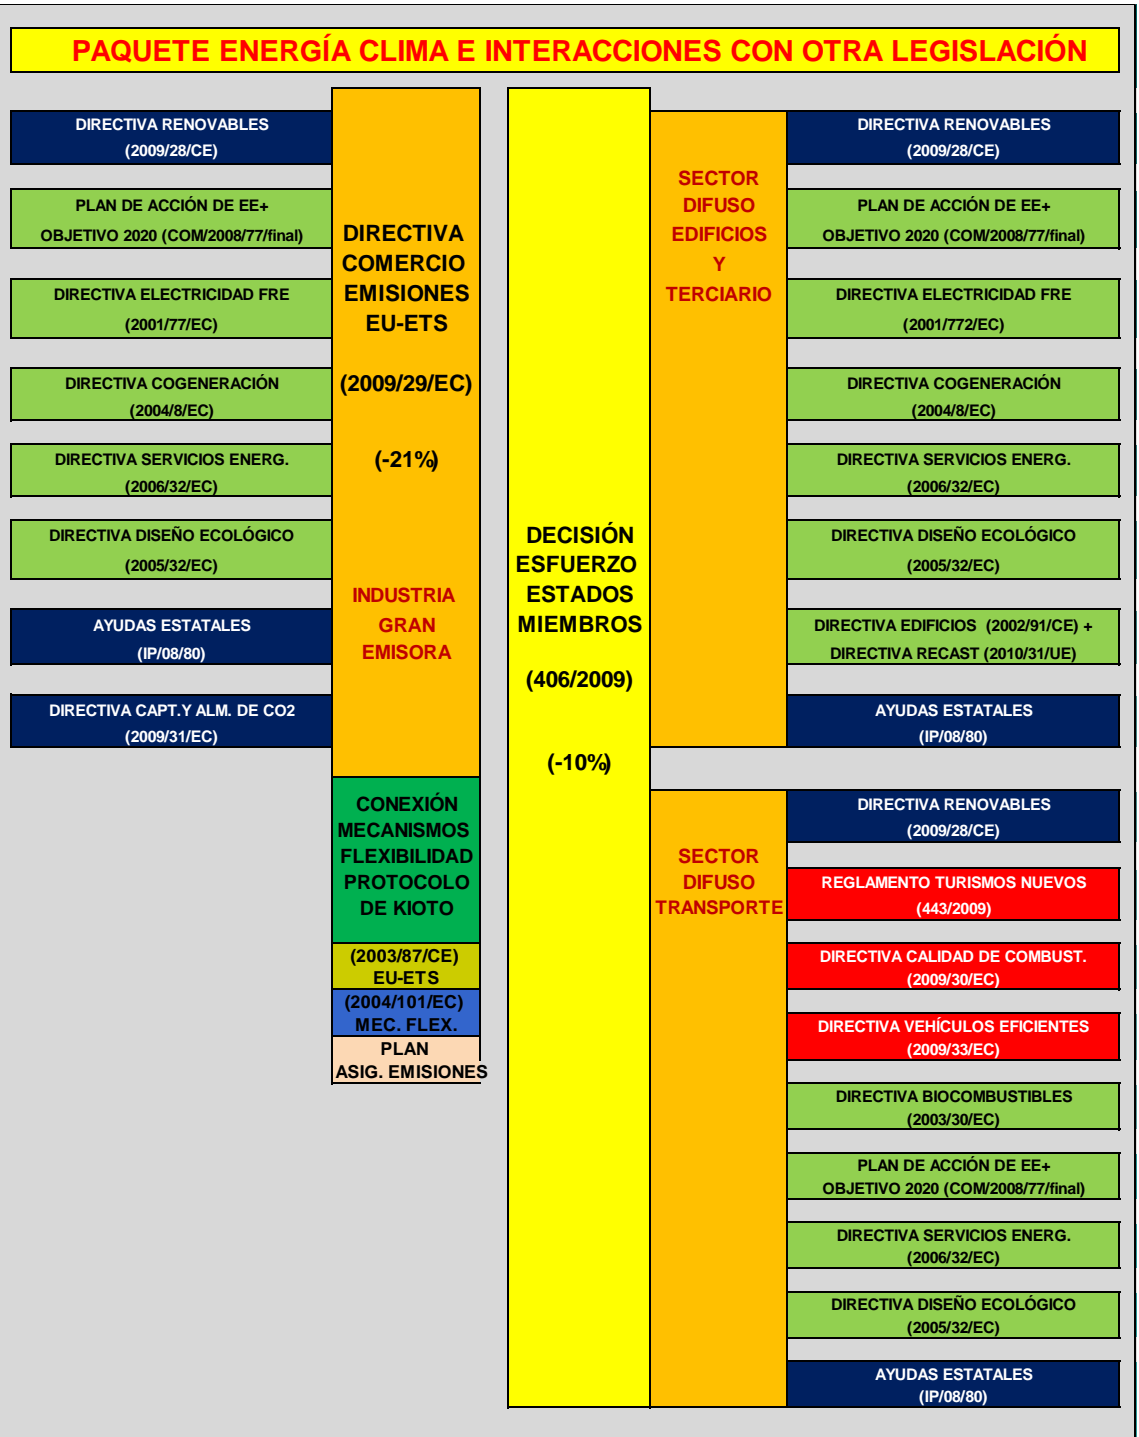 PAQUETE ENERGÍA CLIMA E INTERACCIONES CON OTRA LEGISLACIÓN
DIRECTIVA RENOVABLES
(2009/28/CE)
PLAN DE ACCIÓN DE EE+
OBJETIVO 2020 (COM/2008/77/final)
DIRECTIVA ELECTRICIDAD FRE
(2001/77/EC)
DIRECTIVA COGENERACIÓN
(2004/8/EC)
DIRECTIVA SERVICIOS ENERG.
(2006/32/EC)
DIRECTIVA DISEÑO ECOLÓGICO
(2005/32/EC)
AYUDAS ESTATALES
(IP/08/80)
DIRECTIVA CAPT.Y ALM. DE CO2
(2009/31/EC)
DIRECTIVA
COMERCIO
EMISIONES
EU-ETS
(2009/29/EC)
(-21%)
INDUSTRIA
GRAN
EMISORA
CONEXIÓN
MECANISMOS
FLEXIBILIDAD
PROTOCOLO
DE KIOTO
(2003/87/CE)
EU-ETS
(2004/101/EC)
MEC. FLEX.
PLAN
ASIG. EMISIONES
DECISIÓN
ESFUERZO
ESTADOS
MIEMBROS
(406/2009)
(-10%)
SECTOR
DIFUSO
EDIFICIOS
Y
TERCIARIO
DIRECTIVA RENOVABLES
(2009/28/CE)
PLAN DE ACCIÓN DE EE+
OBJETIVO 2020 (COM/2008/77/final)
DIRECTIVA ELECTRICIDAD FRE
(2001/772/EC)
DIRECTIVA COGENERACIÓN
(2004/8/EC)
DIRECTIVA SERVICIOS ENERG.
(2006/32/EC)
DIRECTIVA DISEÑO ECOLÓGICO
(2005/32/EC)
DIRECTIVA EDIFICIOS (2002/91/CE) +
DIRECTIVA RECAST (2010/31/UE)
AYUDAS ESTATALES
(IP/08/80)
SECTOR
DIFUSO
TRANSPORTE
DIRECTIVA RENOVABLES
(2009/28/CE)
REGLAMENTO TURISMOS NUEVOS
(443/2009)
DIRECTIVA CALIDAD DE COMBUST.
(2009/30/EC)
DIRECTIVA VEHÍCULOS EFICIENTES
(2009/33/EC)
DIRECTIVA BIOCOMBUSTIBLES
(2003/30/EC)
PLAN DE ACCIÓN DE EE+
OBJETIVO 2020 (COM/2008/77/final)
DIRECTIVA SERVICIOS ENERG.
(2006/32/EC)
DIRECTIVA DISEÑO ECOLÓGICO
(2005/32/EC)
AYUDAS ESTATALES
(IP/08/80)